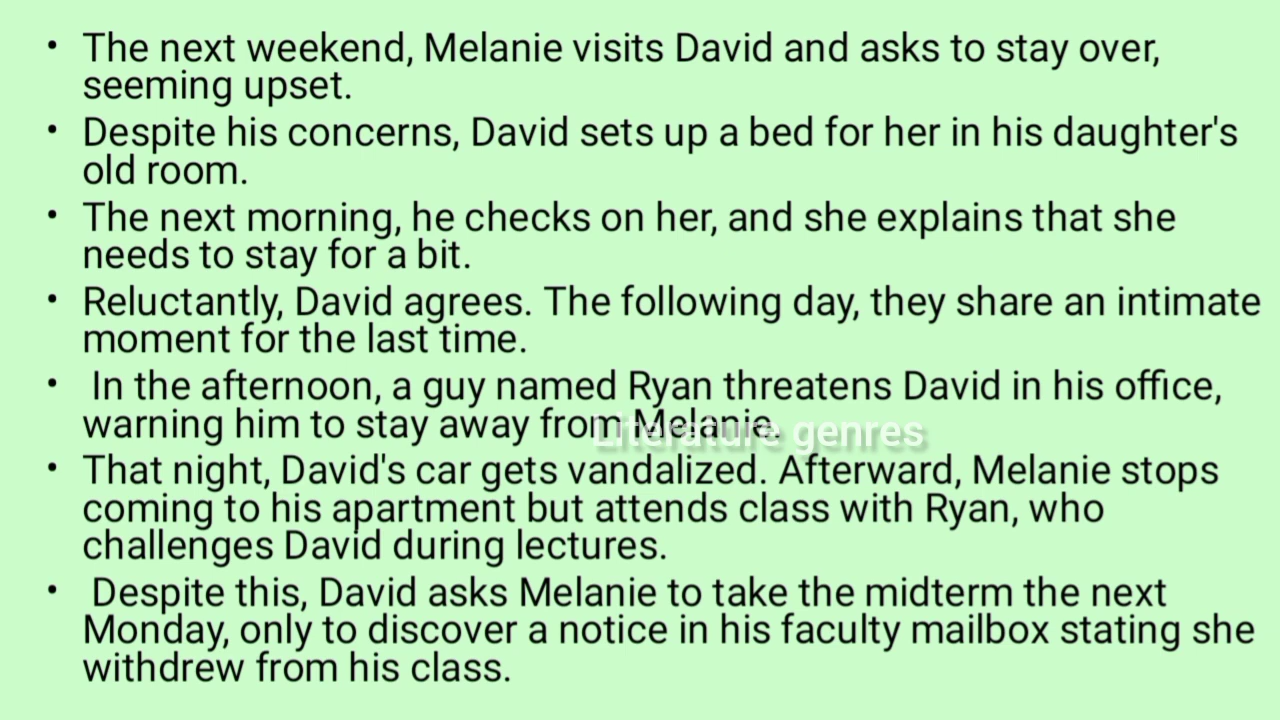 • The next weekend, Melanie visits David and asks to stay over,
seeming upset.
• Despite his concerns, David sets up a bed for her in his daughter's
old room.
• The next morning, he checks on her, and she explains that she
needs to stay for a bit.
• Reluctantly, David agrees. The following day, they share an intimate
moment for the last time.
• In the afternoon, a guy named Ryan threatens David in his office,
warning him to stay away from Melanie.
Literature genres
• That night, David's car gets vandalized. Afterward, Melanie stops
coming to his apartment but attends class with Ryan, who
challenges David during lectures.
• Despite this, David asks Melanie to take the midterm the next
Monday, only to discover a notice in his faculty mailbox stating she
withdrew from his class.